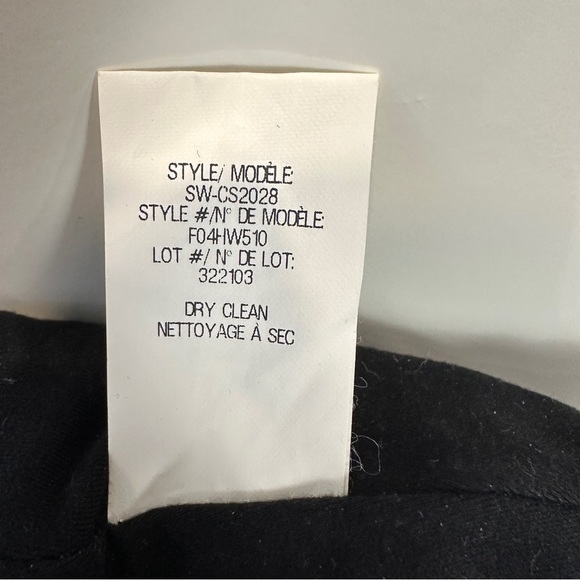 STYLE/ MODÈLE:
SW-CS2028
STYLE #/N° DE MODÈLE:
F04HW510
LOT #/ N° DE LOT:
322103
DRY CLEAN
NETTOYAGE À SEC